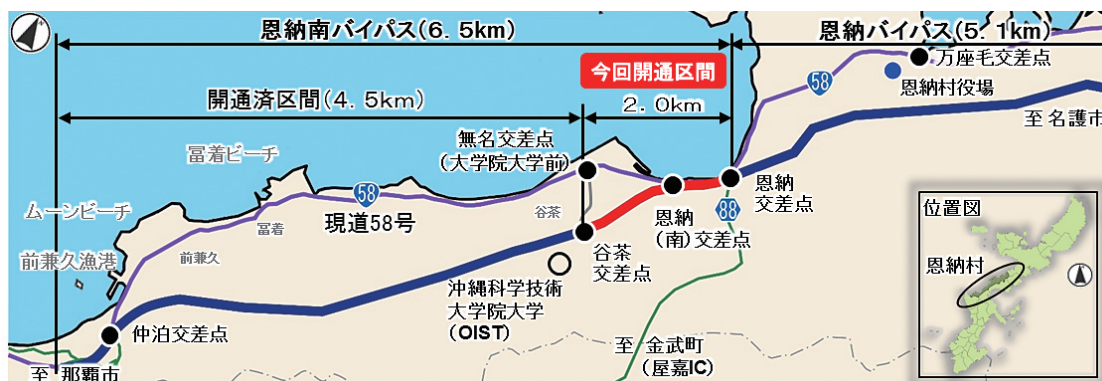 恩納南バイパス(6.5km)
恩納バイパス(5.1km)
今回開通区間
開通済区間(4.5km)
2.0km
58
万座毛交差点
恩納村役場
至 名護市
無名交差点
(大学院大学前)
冨着ビーチ
58
現道58号
ムーンビーチ
冨着
谷茶
恩納
交差点
88
恩納
(南)交差点
前兼久漁港
前兼久
谷茶
交差点
沖縄科学技術
大学院大学
(OIST)
仲泊交差点
至 那覇市
至 金武町
(屋嘉IC)
位置図
恩納村